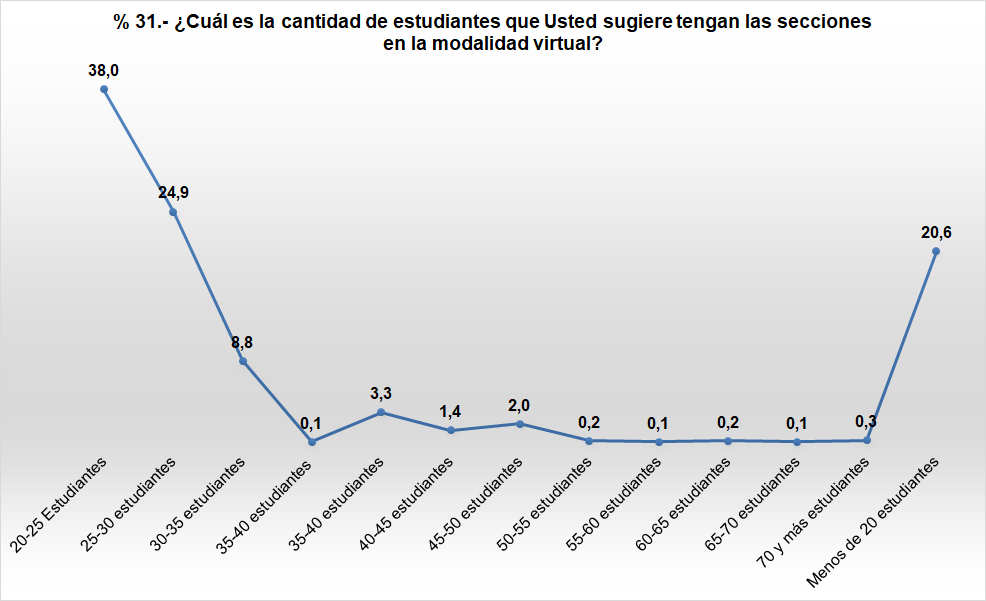 % 31.- ¿Cuál es la cantidad de estudiantes que Usted sugiere tengan las secciones
en la modalidad virtual?
38,0
24,9
8,8
0,1
3,3
1,4
2,0
0,2
0,1
0,2
0,1
0,3
20,6
20-25 Estudiantes
25-30 estudiantes
30-35 estudiantes
35-40 estudiantes
35-40 estudiantes
40-45 estudiantes
45-50 estudiantes
50-55 estudiantes
55-60 estudiantes
60-65 estudiantes
65-70 estudiantes
70 y más estudiantes
Menos de 20 estudiantes